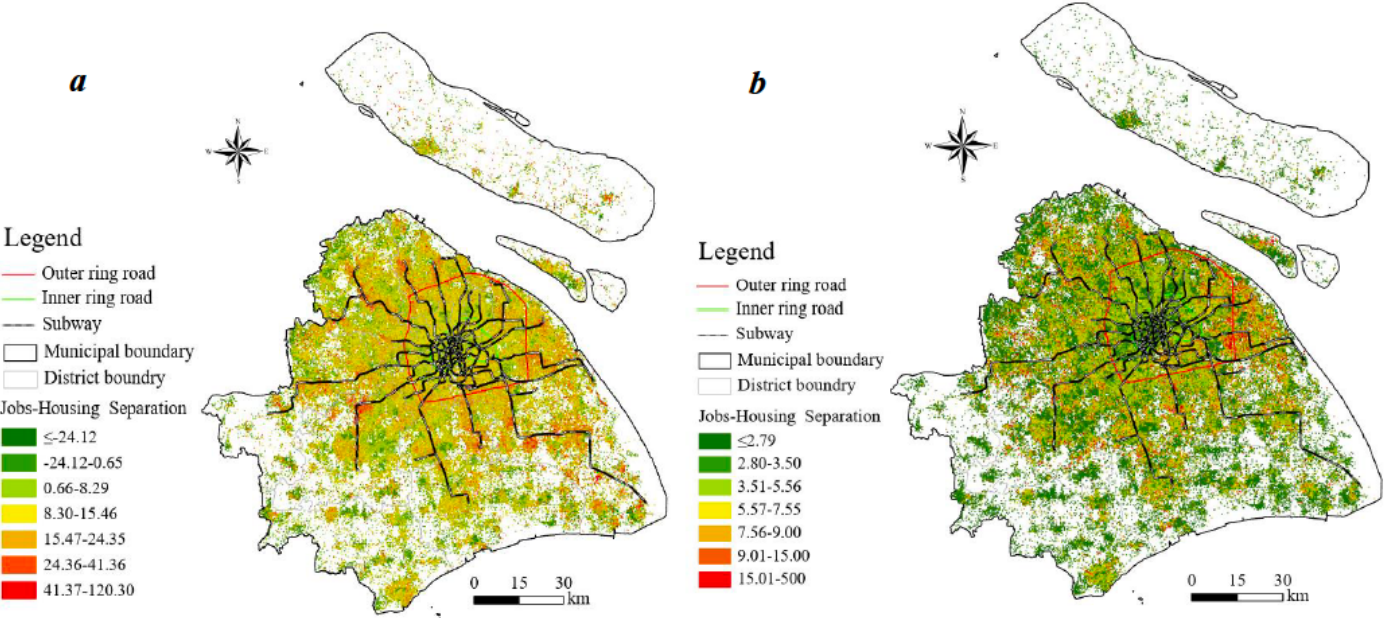 a
N
W E
S
Legend
Outer ring road
Inner ring road
Subway
Municipal boundary
District boundry
Jobs-Housing Separation
≤-24.12
-24.12-0.65
0.66-8.29
8.30-15.46
15.47-24.35
24.36-41.36
41.37-120.30
0 15 30
km
b
N
W E
S
Legend
Outer ring road
Inner ring road
Subway
Municipal boundary
District boundry
Jobs-Housing Separation
≤2.79
2.80-3.50
3.51-5.56
5.57-7.55
7.56-9.00
9.01-15.00
15.01-500
0 15 30
km